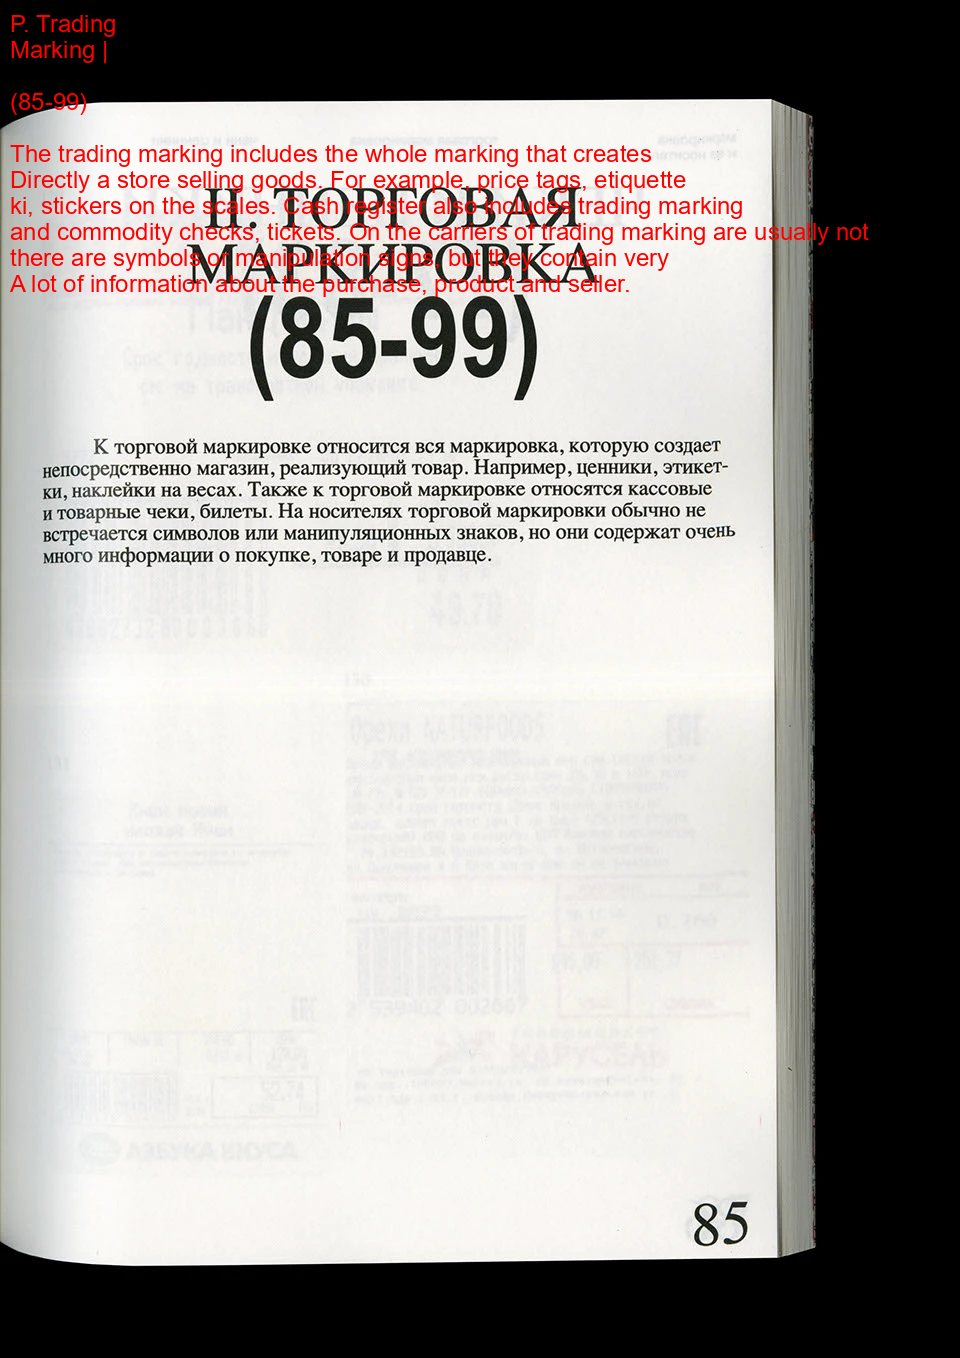 P. Trading
Marking |
(85-99)
The trading marking includes the whole marking that creates
Directly a store selling goods. For example, price tags, etiquette
ki, stickers on the scales. Cash register also includes trading marking
and commodity checks, tickets. On the carriers of trading marking are usually not
there are symbols or manipulation signs, but they contain very
A lot of information about the purchase, product and seller.
II. ТОРГОВАЯ
МАРКИРОВКА
(85-99)
К торговой маркировке относится вся маркировка, которую создает
непосредственно магазин, реализующий товар. Например, ценники, этикет-
ки, наклейки на весах. Также к торговой маркировке относятся кассовые
и товарные чеки, билеты. На носителях торговой маркировки обычно не
встречается символов или манипуляционных знаков, но они содержат очень
много информации о покупке, товаре и продавце.
85